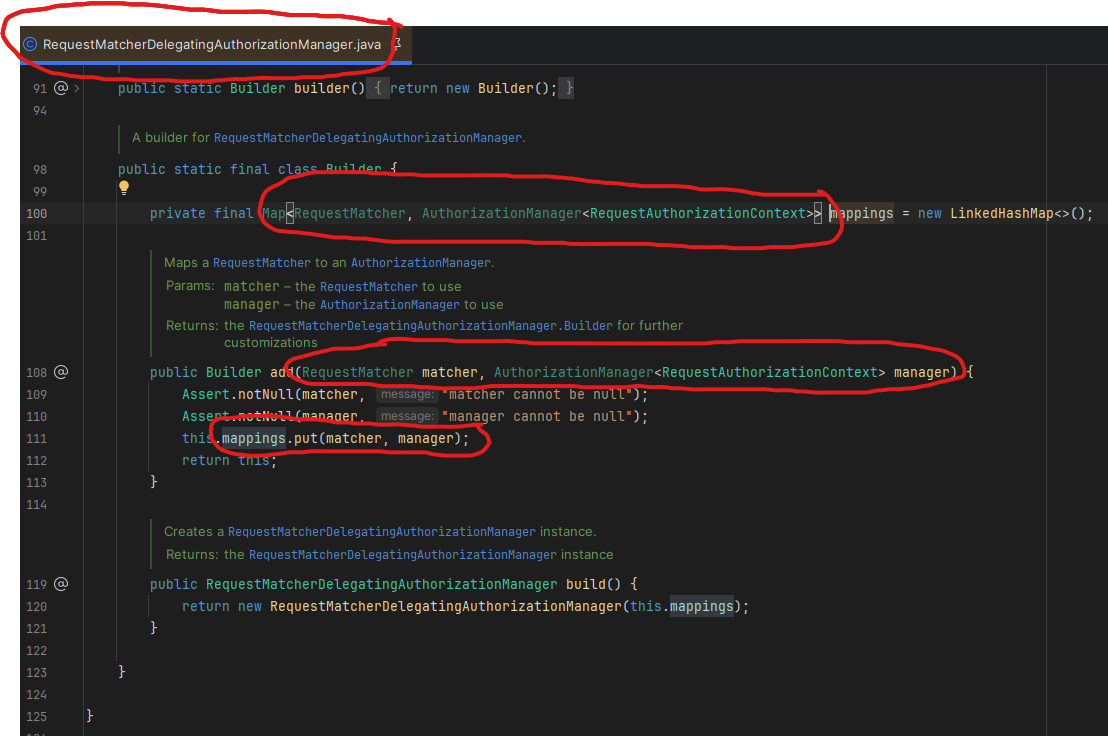 RequestMatcherDelegatingAuthorizationManager.java
91 @ > public static Builder builder() { return new Builder(); }
94
A builder for RequestMatcherDelegatingAuthorizationManager.
98 public static final class Builder {
99
100 private final Map<RequestMatcher, AuthorizationManager<RequestAuthorizationContext>> mappings = new LinkedHashMap<>();
101
Maps a RequestMatcher to an AuthorizationManager.
Params: matcher – the RequestMatcher to use
manager – the AuthorizationManager to use
Returns: the RequestMatcherDelegatingAuthorizationManager.Builder for further
customizations
108 @ public Builder add(RequestMatcher matcher, AuthorizationManager<RequestAuthorizationContext> manager) {
109 Assert.notNull(matcher, message: "matcher cannot be null");
110 Assert.notNull(manager, message: "manager cannot be null");
111 this.mappings.put(matcher, manager);
112 return this;
113 }
114
Creates a RequestMatcherDelegatingAuthorizationManager instance.
Returns: the RequestMatcherDelegatingAuthorizationManager instance
119 @ public RequestMatcherDelegatingAuthorizationManager build() {
120 return new RequestMatcherDelegatingAuthorizationManager(this.mappings);
121 }
122
123 }
124
125 }